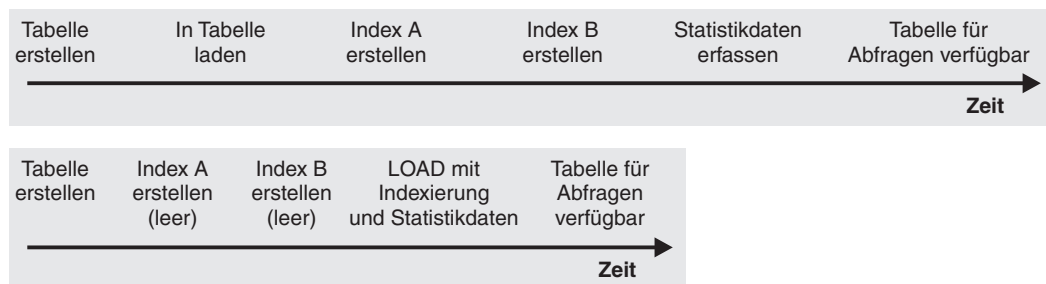 Tabelle
erstellen
In Tabelle
laden
Index A
erstellen
Index B
erstellen
Statistikdaten
erfassen
Tabelle für
Abfragen verfügbar
Zeit
Tabelle
erstellen
Index A
erstellen
(leer)
Index B
erstellen
(leer)
LOAD mit
Indexierung
und Statistikdaten
Tabelle für
Abfragen
verfügbar
Zeit